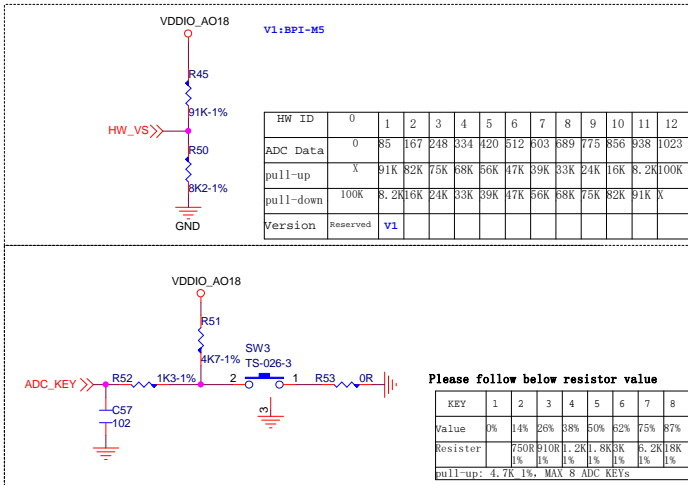 VDDIO_AO18
V1:BPI-M5
R45
91K-1%
HW_VS
R50
8K2-1%
GND
HW ID 0 1 2 3 4 5 6 7 8 9 10 11 12
ADC Data 0 85 167 248 334 420 512 603 689 775 856 938 1023
pull-up X 91K 82K 75K 68K 56K 47K 39K 33K 24K 16K 8.2K 100K
pull-down 100K 8.2K 16K 24K 33K 39K 47K 56K 68K 75K 82K 91K X
Version Reserved V1
VDDIO_AO18
R51
4K7-1%
SW3
TS-026-3
ADC_KEY
R52 1K3-1%
2 1
R53 0R
3
C57
102
Please follow below resistor value
KEY 1 2 3 4 5 6 7 8
Value 0% 14% 26% 38% 50% 62% 75% 87%
Resister 750R 910R 1.2K 1.8K 3K 6.2K 18K
1% 1% 1% 1% 1% 1% 1%
pull-up: 4.7K 1%, MAX 8 ADC KEYs